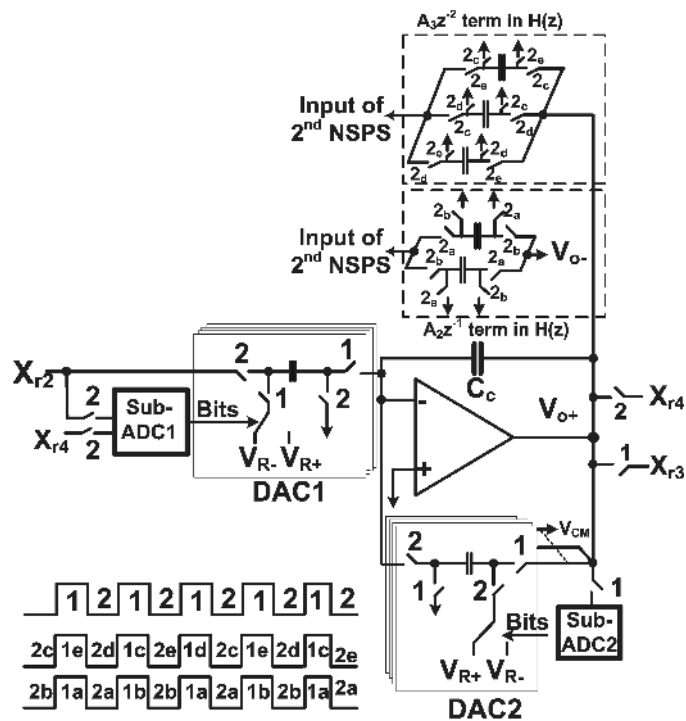 A₃z⁻² term in H(z)
2c 2e
2e 2c
Input of
2ⁿᵈ NSPS
2d 2c
2c 2d
2e 2d
2d 2e
2b 2a
Input of
2ⁿᵈ NSPS
2a 2b
Vo-
2b 2a
2a 2b
A₂z⁻¹ term in H(z)
Xr2
2 1
2 1 2
Sub-
ADC1
Bits
Xr4 2
VR- VR+
DAC1
Cc
-
+
Vo+
2 Xr4
1 Xr3
VCM
2 1
1 2 1
Bits
Sub-
ADC2
VR+ VR-
DAC2
1 2 1 2 1 2 1 2 1 2
2c 1e 2d 1c 2e 1d 2c 1e 2d 1c 2e
2b 1a 2a 1b 2b 1a 2a 1b 2b 1a 2a